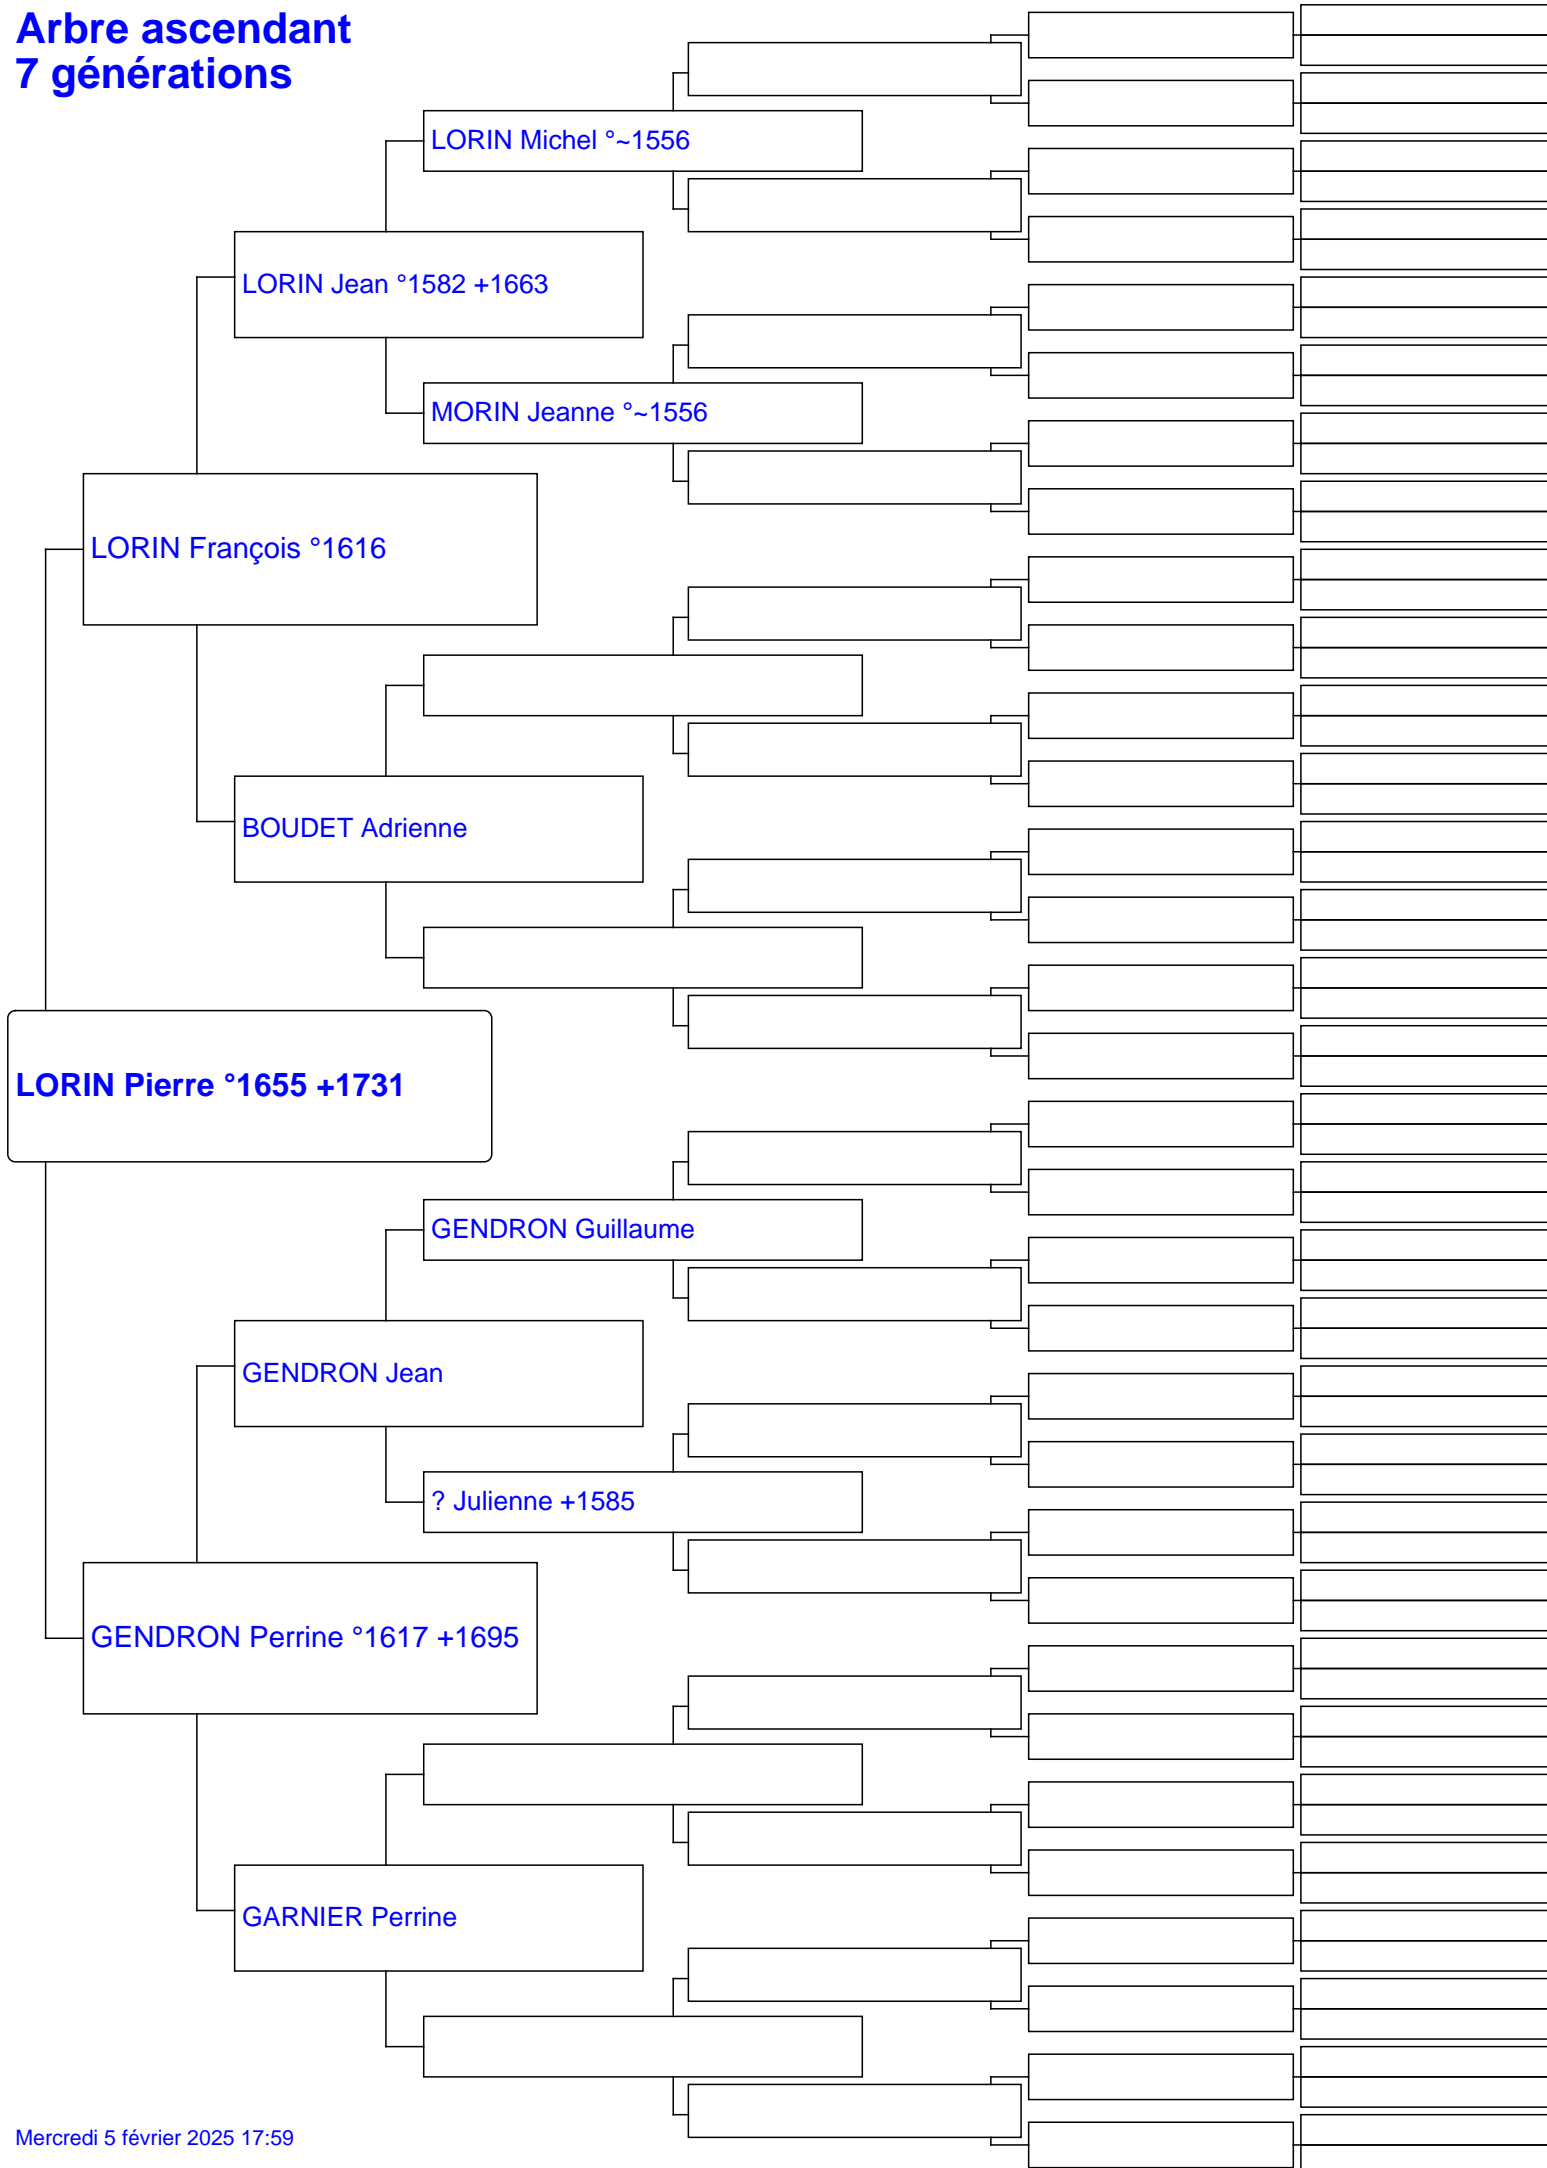 Arbre ascendant
7 générations
LORIN Michel °~1556
LORIN Jean °1582 +1663
MORIN Jeanne °~1556
LORIN François °1616
BOUDET Adrienne
LORIN Pierre °1655 +1731
GENDRON Guillaume
GENDRON Jean
? Julienne +1585
GENDRON Perrine °1617 +1695
GARNIER Perrine
Mercredi 5 février 2025 17:59